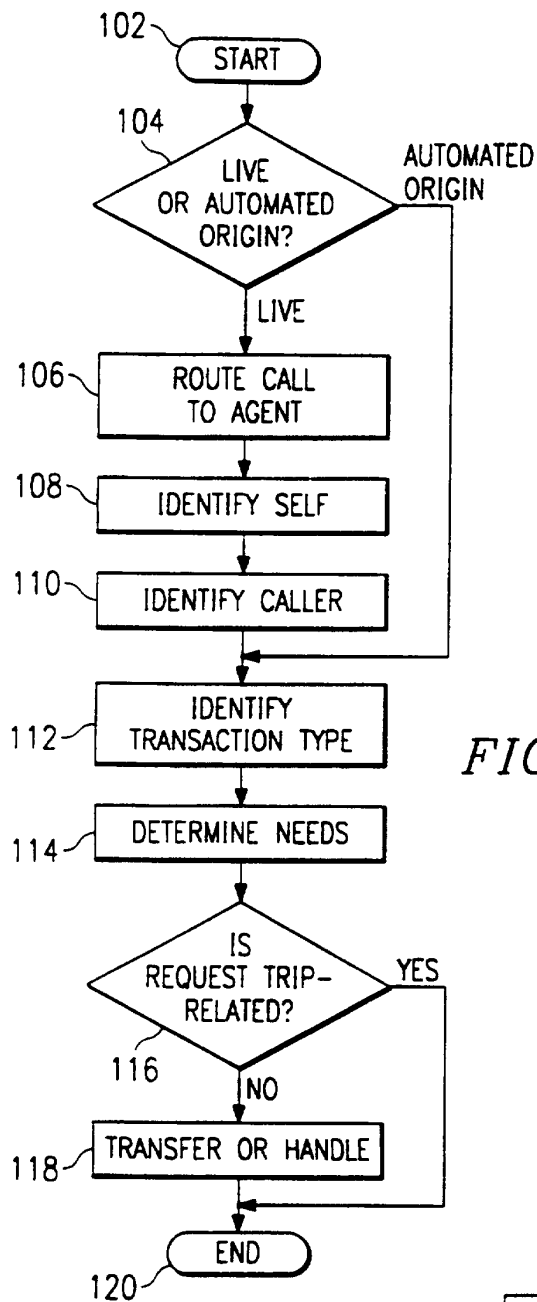 102
START
104
LIVE
OR AUTOMATED
ORIGIN?
AUTOMATED
ORIGIN
LIVE
106
ROUTE CALL
TO AGENT
108
IDENTIFY SELF
110
IDENTIFY CALLER
112
IDENTIFY
TRANSACTION TYPE
FIG
114
DETERMINE NEEDS
IS
REQUEST TRIP-
RELATED?
YES
116
NO
118
TRANSFER OR HANDLE
END
120